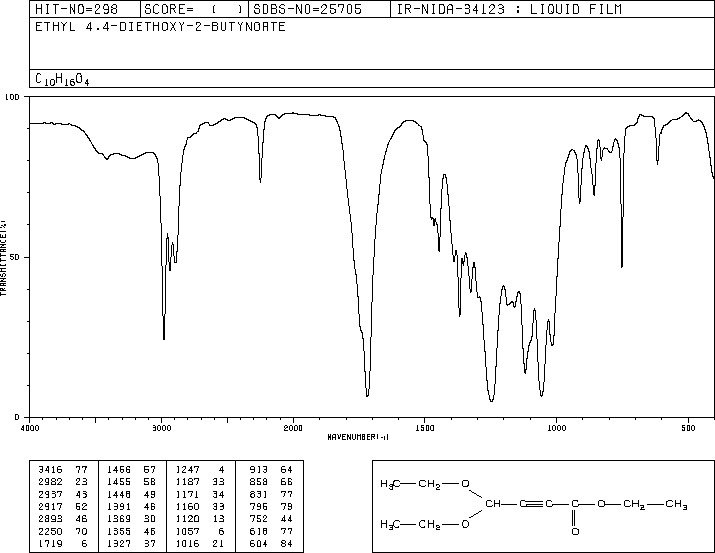 HIT-NO=298 SCORE= ( ) SDBS-NO=25705 IR-NIDA-34123 : LIQUID FILM
ETHYL 4.4-DIETHOXY-2-BUTYNOATE
C10H16O4
100
50
0
TRANSMITTANCE(%)
4000 3000 2000 1500 1000 500
WAVENUMBER(-1)
3416 77 1466 57 1247 4 913 64
2982 23 1455 58 1187 33 858 66
2937 43 1448 49 1171 34 831 77
2917 62 1391 46 1160 33 796 79
2893 46 1369 30 1120 13 752 44
2250 70 1355 46 1057 6 618 77
1719 6 1327 37 1016 21 604 84
H3C CH2 O
CH C O CH2 CH3
H3C CH2 O O